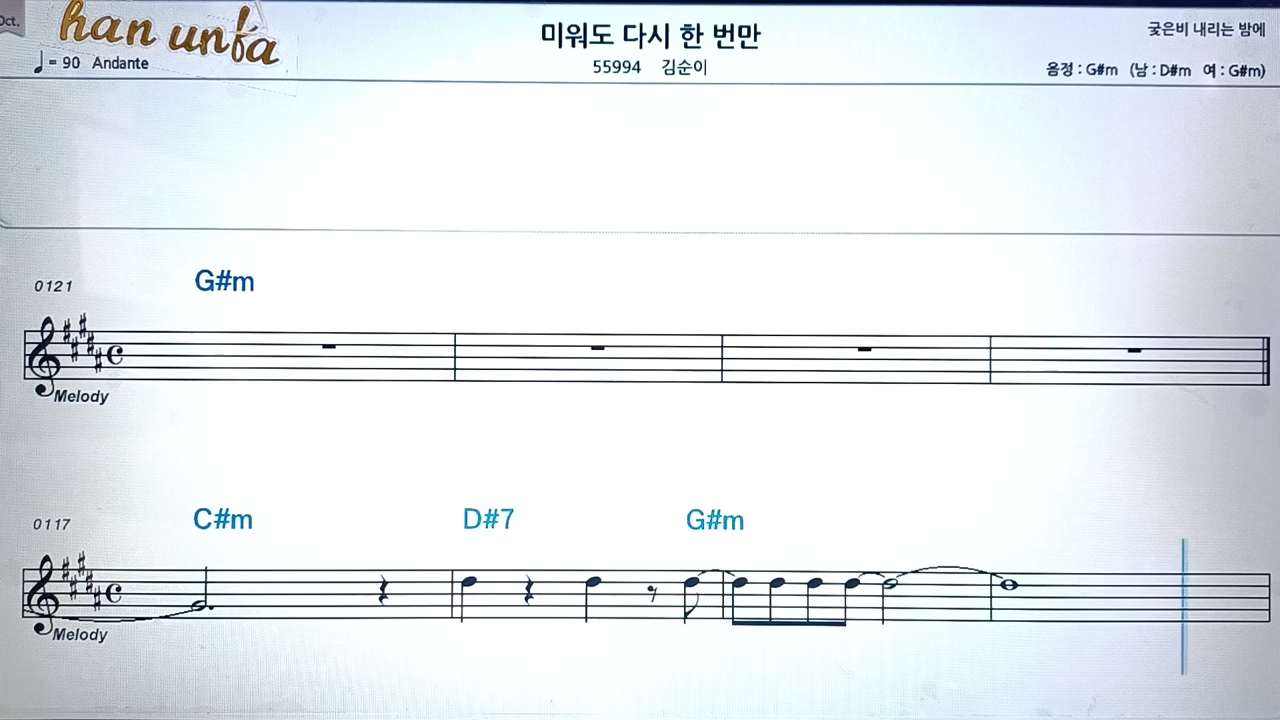 Oct.
han unfa
♩ = 90 Andante
미워도 다시 한 번만
55994 김순이
궂은비 내리는 밤에
음정 : G#m (남 : D#m 여 : G#m)
0121
G#m
Melody
0117
C#m D#7 G#m
Melody